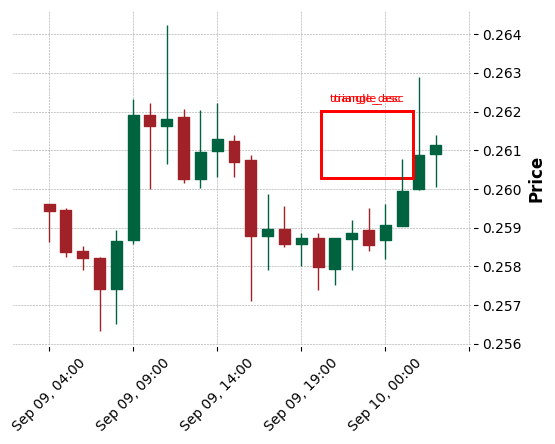 0.264
0.263
0.262
triangle_desc
0.261
0.260
0.259
0.258
0.257
0.256
Price
Sep 09, 04:00
Sep 09, 09:00
Sep 09, 14:00
Sep 09, 19:00
Sep 10, 00:00